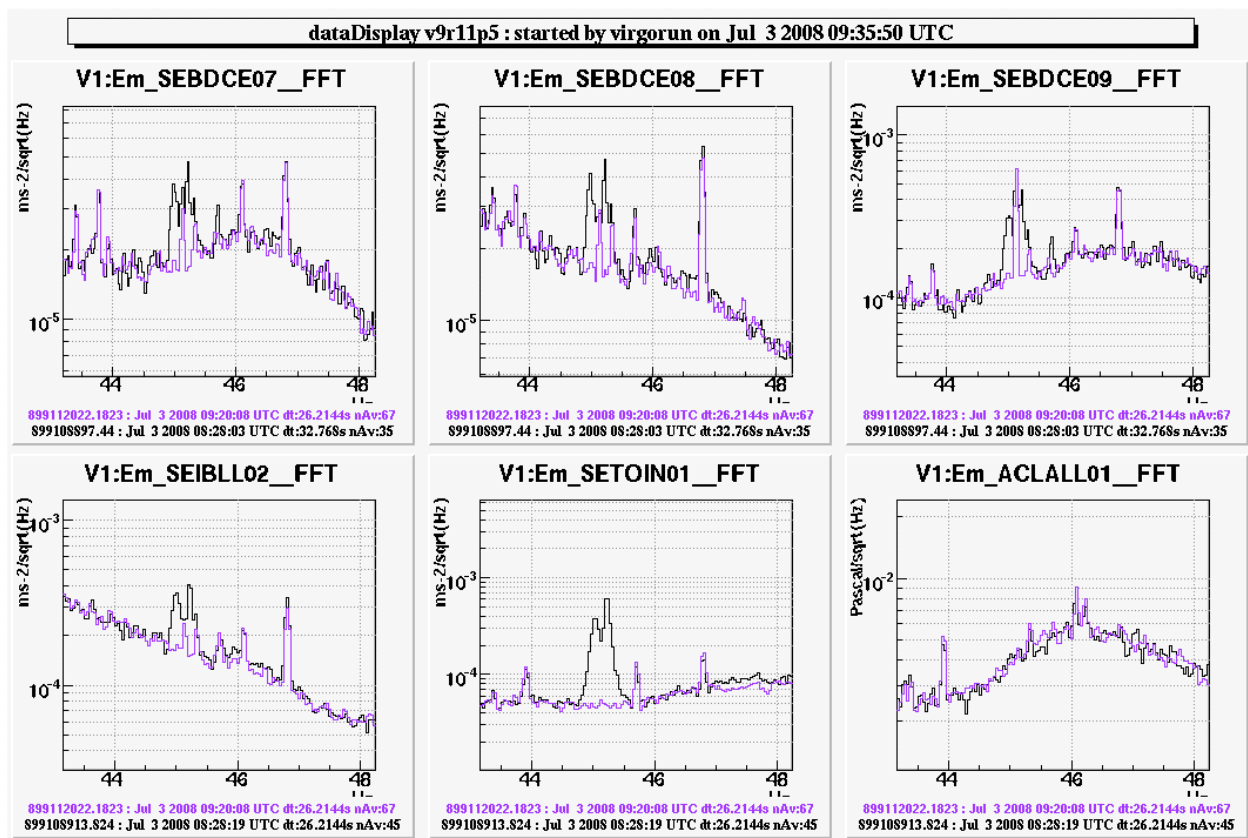 dataDisplay v9r11p5 : started by virgorun on Jul 3 2008 09:35:50 UTC
V1:Em_SEBDCE07__FFT
ms-2/sqrt(Hz)
10-5
44
46
48
899112022.1823 : Jul 3 2008 09:20:08 UTC dt:26.2144s nAv:67
899108897.44 : Jul 3 2008 08:28:03 UTC dt:32.768s nAv:35
V1:Em_SEBDCE08__FFT
ms-2/sqrt(Hz)
10-5
44
46
48
899112022.1823 : Jul 3 2008 09:20:08 UTC dt:26.2144s nAv:67
899108897.44 : Jul 3 2008 08:28:03 UTC dt:32.768s nAv:35
V1:Em_SEBDCE09__FFT
ms-2/sqrt(Hz)
10-3
10-4
44
46
48
899112022.1823 : Jul 3 2008 09:20:08 UTC dt:26.2144s nAv:67
899108897.44 : Jul 3 2008 08:28:03 UTC dt:32.768s nAv:35
V1:Em_SEIBLL02__FFT
ms-2/sqrt(Hz)
10-3
10-4
44
46
48
899112022.1823 : Jul 3 2008 09:20:08 UTC dt:26.2144s nAv:67
899108913.824 : Jul 3 2008 08:28:19 UTC dt:26.2144s nAv:45
V1:Em_SETOIN01__FFT
ms-2/sqrt(Hz)
10-3
10-4
44
46
48
899112022.1823 : Jul 3 2008 09:20:08 UTC dt:26.2144s nAv:67
899108913.824 : Jul 3 2008 08:28:19 UTC dt:26.2144s nAv:45
V1:Em_ACLALL01__FFT
Pascal/sqrt(Hz)
10-2
44
46
48
899112022.1823 : Jul 3 2008 09:20:08 UTC dt:26.2144s nAv:67
899108913.824 : Jul 3 2008 08:28:19 UTC dt:26.2144s nAv:45